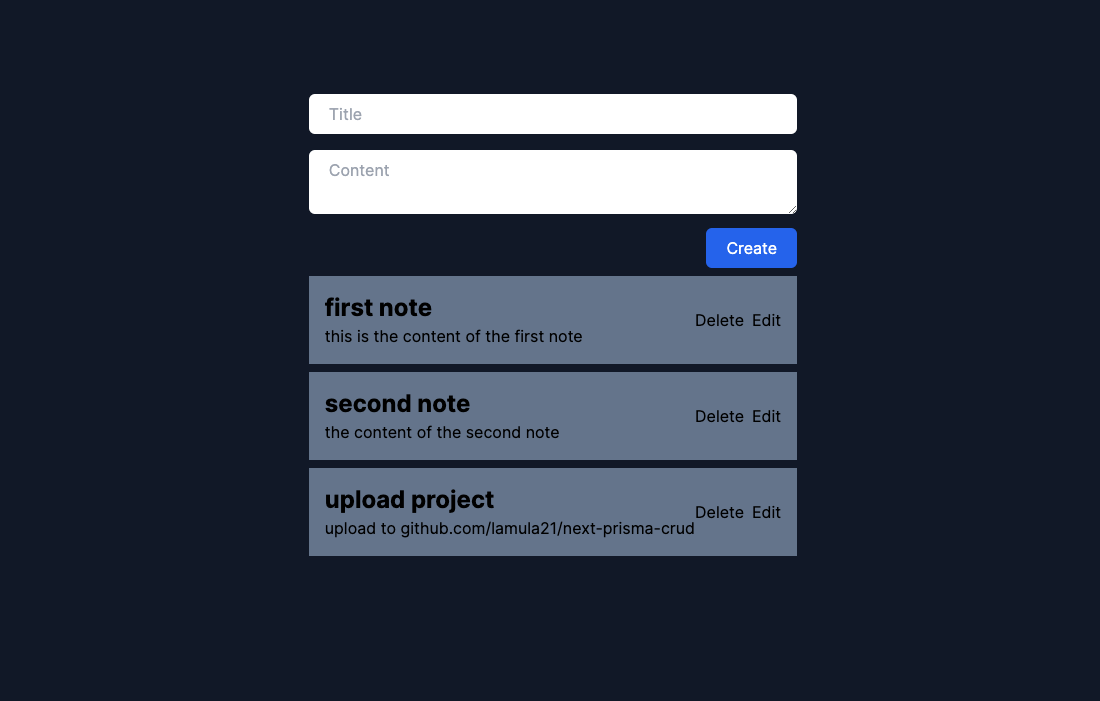 Title
Content
Create
first note
this is the content of the first note
Delete Edit
second note
the content of the second note
Delete Edit
upload project
upload to github.com/lamula21/next-prisma-crud
Delete Edit